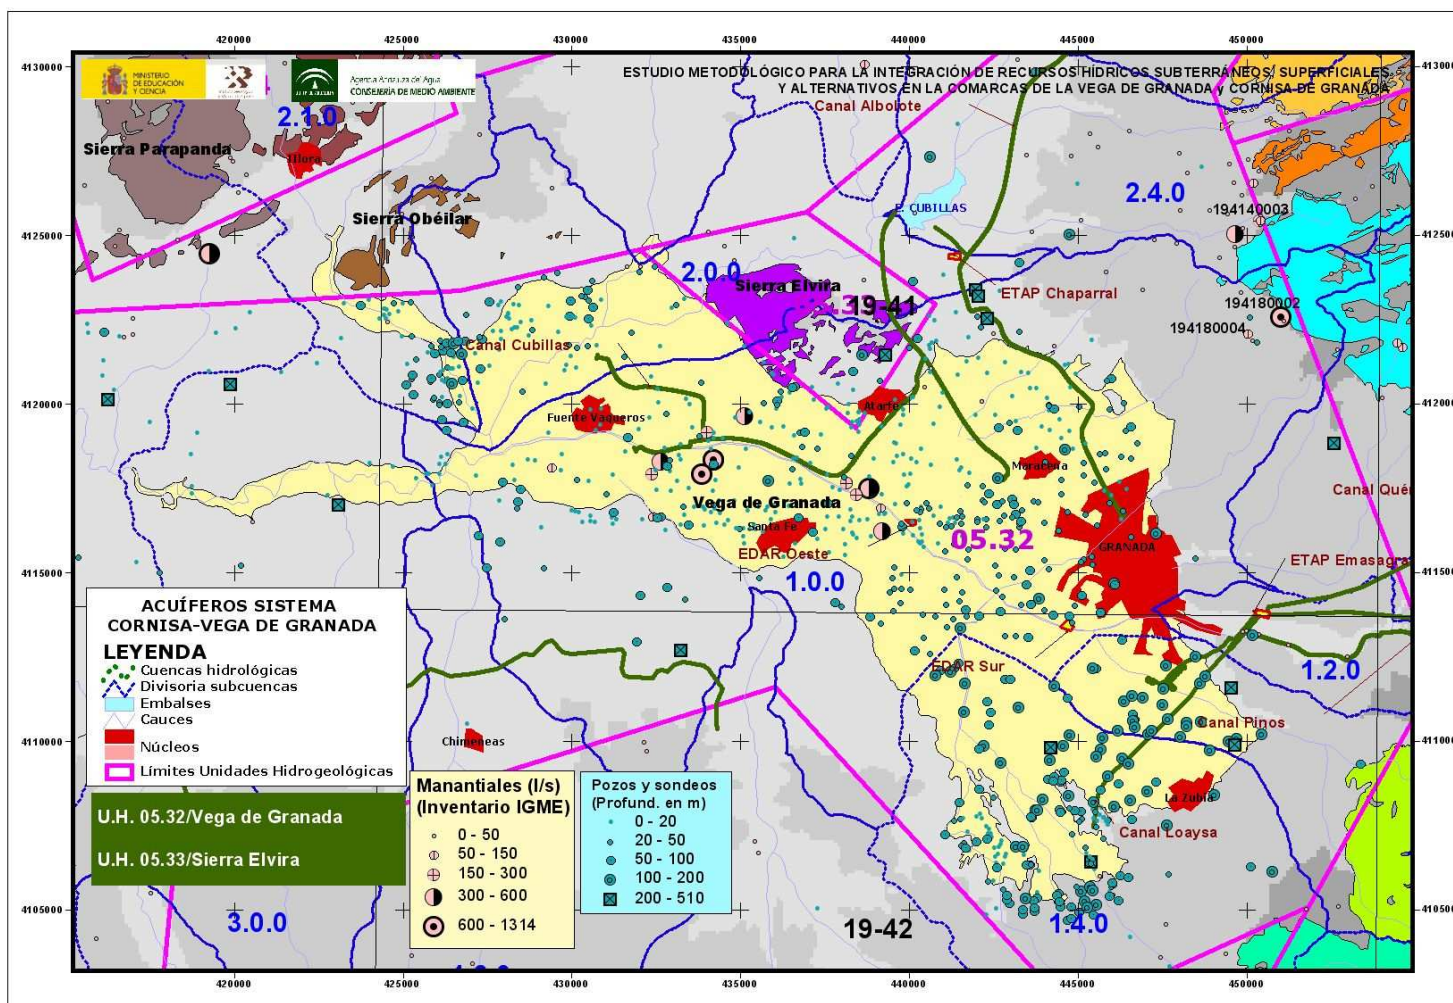 420000
425000
430000
435000
440000
445000
450000
4130000
4125000
4120000
4115000
4110000
4105000
MINISTERIO
DE EDUCACIÓN
Y CIENCIA
Agencia Andaluza del Agua
CONSEJERÍA DE MEDIO AMBIENTE
ESTUDIO METODOLÓGICO PARA LA INTEGRACIÓN DE RECURSOS HÍDRICOS SUBTERRÁNEOS, SUPERFICIALES
Y ALTERNATIVOS EN LA COMARCAS DE LA VEGA DE GRANADA y CORNISA DE GRANADA
Canal Albolote
2.1.0
Sierra Parapanda
Illora
Sierra Obéilar
2.4.0
E. CUBILLAS
194140003
2.0.0
Sierra Elvira
19-41
ETAP Chaparral
194180002
194180004
Canal Cubillas
Fuente Vaqueros
Atarfe
Maracena
Vega de Granada
Santa Fe
EDAR Oeste
05.32
GRANADA
ETAP Emasagra
1.0.0
EDAR Sur
1.2.0
Canal Pinos
Chimeneas
La Zubia
Canal Loaysa
3.0.0
19-42
1.4.0
ACUÍFEROS SISTEMA
CORNISA-VEGA DE GRANADA
LEYENDA
Cuencas hidrológicas
Divisoria subcuencas
Embalses
Cauces
Núcleos
Límites Unidades Hidrogeológicas
U.H. 05.32/Vega de Granada
U.H. 05.33/Sierra Elvira
Manantiales (l/s)
(Inventario IGME)
0 - 50
50 - 150
150 - 300
300 - 600
600 - 1314
Pozos y sondeos
(Profund. en m)
0 - 20
20 - 50
50 - 100
100 - 200
200 - 510
420000
425000
430000
435000
440000
445000
450000